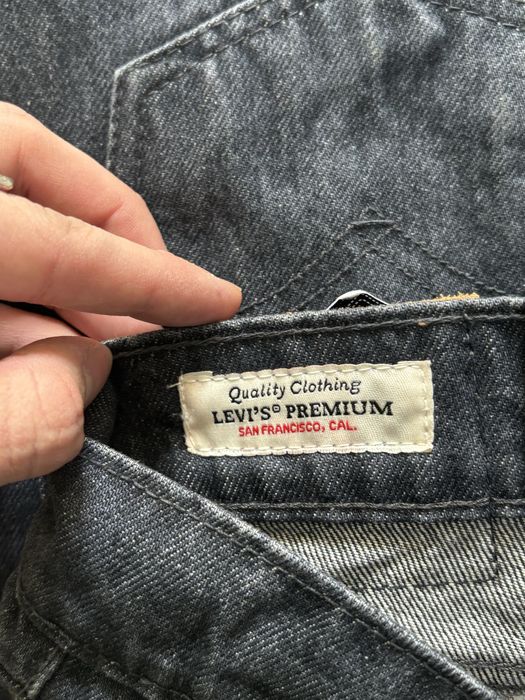 Quality Clothing
LEVI'S® PREMIUM
SAN FRANCISCO, CAL.